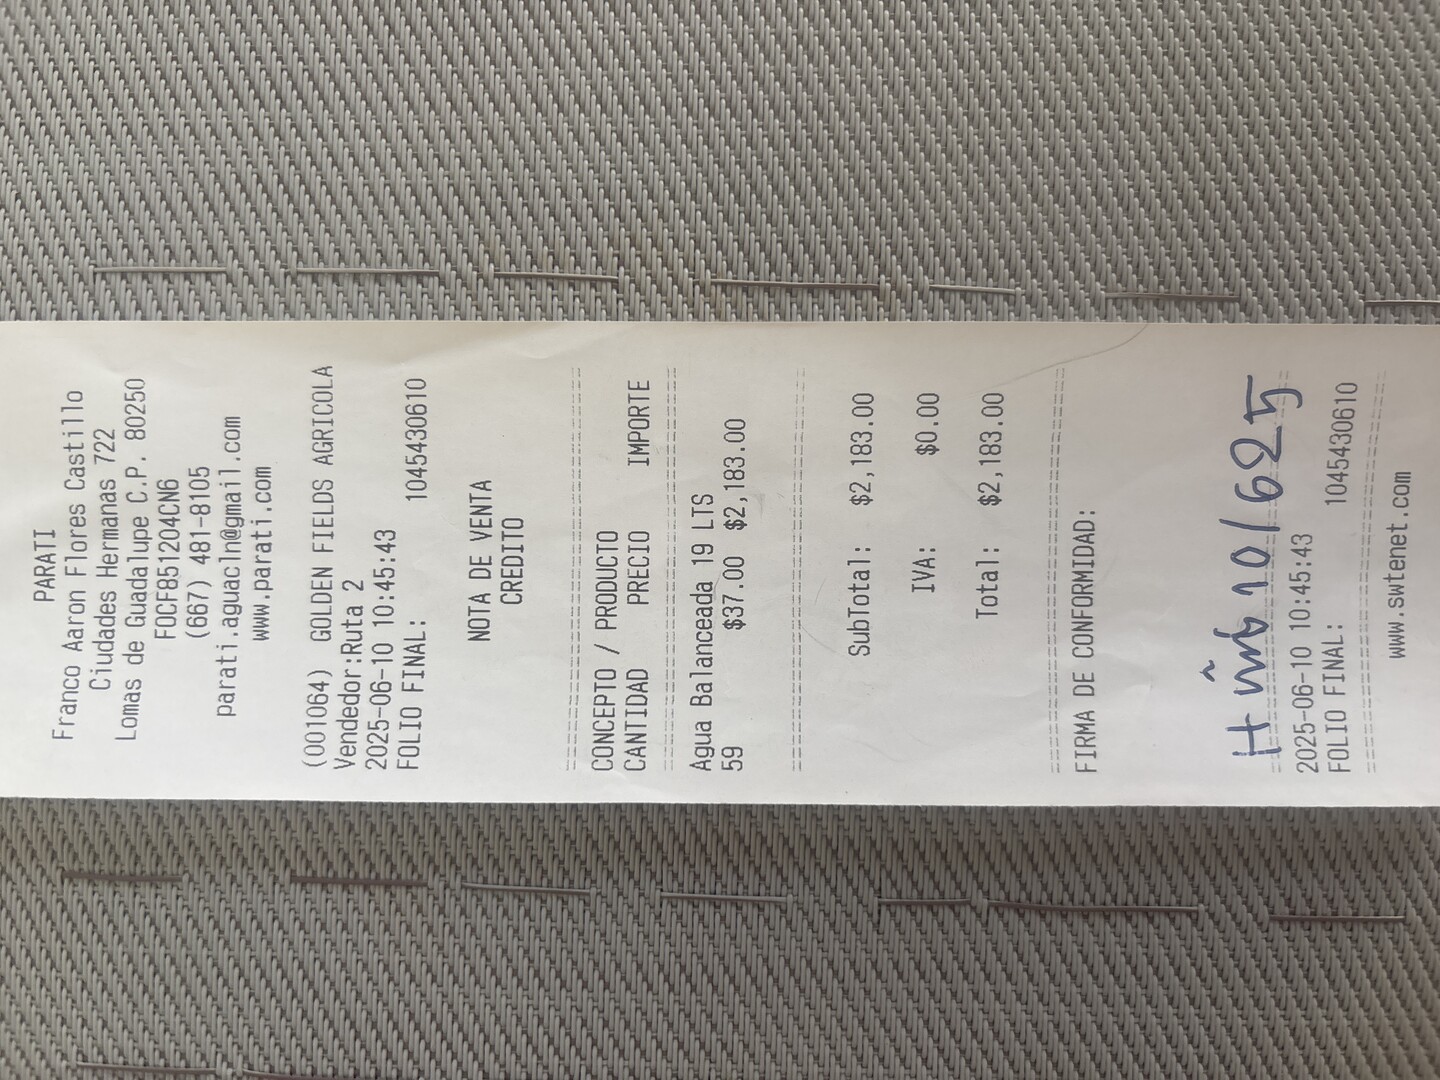 PARATI
Franco Aaron Flores Castillo
Ciudades Hermanas 722
Lomas de Guadalupe C.P. 80250
FOCF851204CN6
(667) 481-8105
parati.aguacln@gmail.com
www.parati.com
(001064) GOLDEN FIELDS AGRICOLA
Vendedor:Ruta 2
2025-06-10 10:45:43
FOLIO FINAL: 1045430610
NOTA DE VENTA
CREDITO
CONCEPTO / PRODUCTO
CANTIDAD PRECIO IMPORTE
Agua Balanceada 19 LTS
59 $37.00 $2,183.00
SubTotal: $2,183.00
IVA: $0.00
Total: $2,183.00
FIRMA DE CONFORMIDAD:
10/625
2025-06-10 10:45:43
FOLIO FINAL: 1045430610
www.swtenet.com